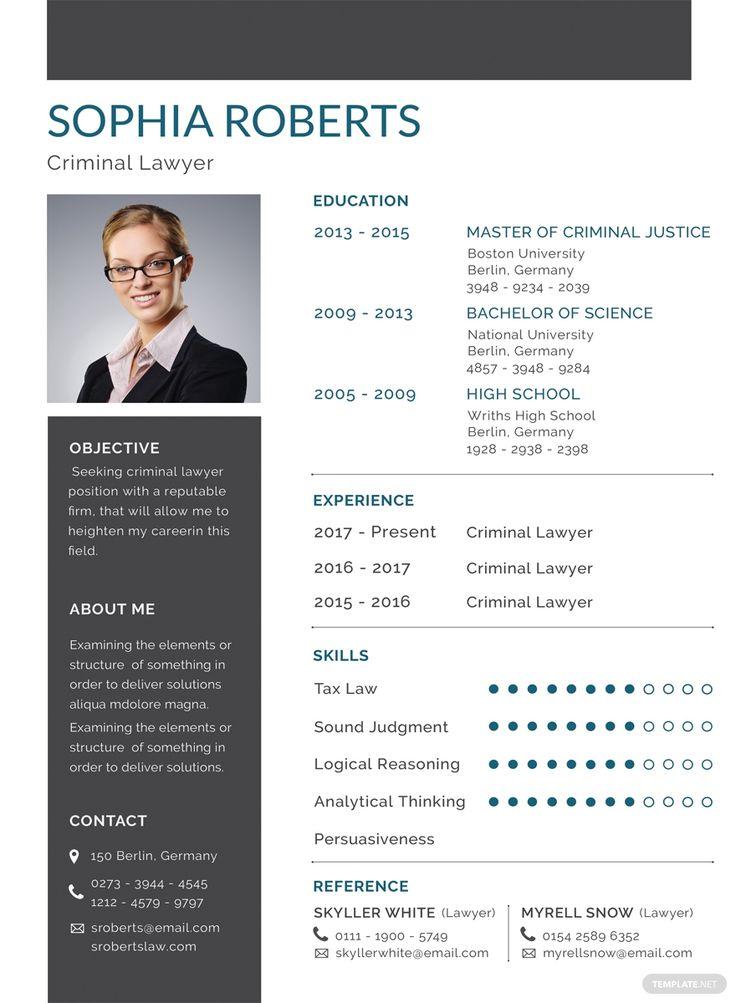 SOPHIA ROBERTS
Criminal Lawyer
OBJECTIVE
Seeking criminal lawyer
position with a reputable
firm, that will allow me to
heighten my careerin this
field.
ABOUT ME
Examining the elements or
structure of something in
order to deliver solutions
aliqua mdolore magna.
Examining the elements or
structure of something in
order to deliver solutions.
CONTACT
150 Berlin, Germany
0273 - 3944 - 4545
1212 - 4579 - 9797
sroberts@email.com
srobertslaw.com
EDUCATION
2013 - 2015 MASTER OF CRIMINAL JUSTICE
Boston University
Berlin, Germany
3948 - 9234 - 2039
2009 - 2013 BACHELOR OF SCIENCE
National University
Berlin, Germany
4857 - 3948 - 9284
2005 - 2009 HIGH SCHOOL
Wriths High School
Berlin, Germany
1928 - 2938 - 2398
EXPERIENCE
2017 - Present Criminal Lawyer
2016 - 2017 Criminal Lawyer
2015 - 2016 Criminal Lawyer
SKILLS
Tax Law
Sound Judgment
Logical Reasoning
Analytical Thinking
Persuasiveness
REFERENCE
SKYLLER WHITE (Lawyer)
0111 - 1900 - 5749
skyllerwhite@email.com
MYRELL SNOW (Lawyer)
0154 2589 6352
myrellsnow@email.com
TEMPLATE.NET